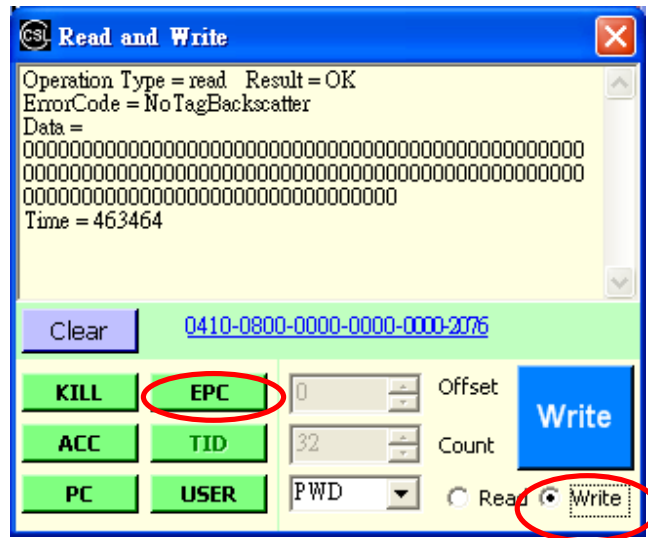 CSL Read and Write
Operation Type = read Result = OK
ErrorCode = NoTagBackscatter
Data =
000000000000000000000000000000000000000000000000
000000000000000000000000000000000000000000000000
00000000000000000000000000000000
Time = 463464
Clear 0410-0800-0000-0000-0000-2076
KILL EPC 0 Offset Write
ACC TID 32 Count
PC USER PWD Read Write